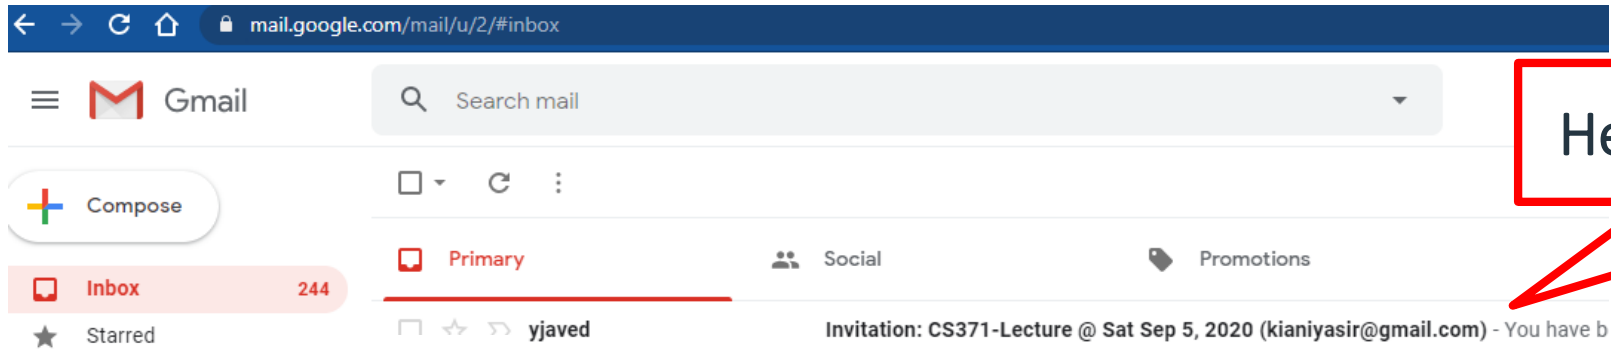 mail.google.com/mail/u/2/#inbox
Gmail
Search mail
Compose
Primary
Social
Promotions
Inbox 244
Starred
yjaved Invitation: CS371-Lecture @ Sat Sep 5, 2020 (kianiyasir@gmail.com) - You have b